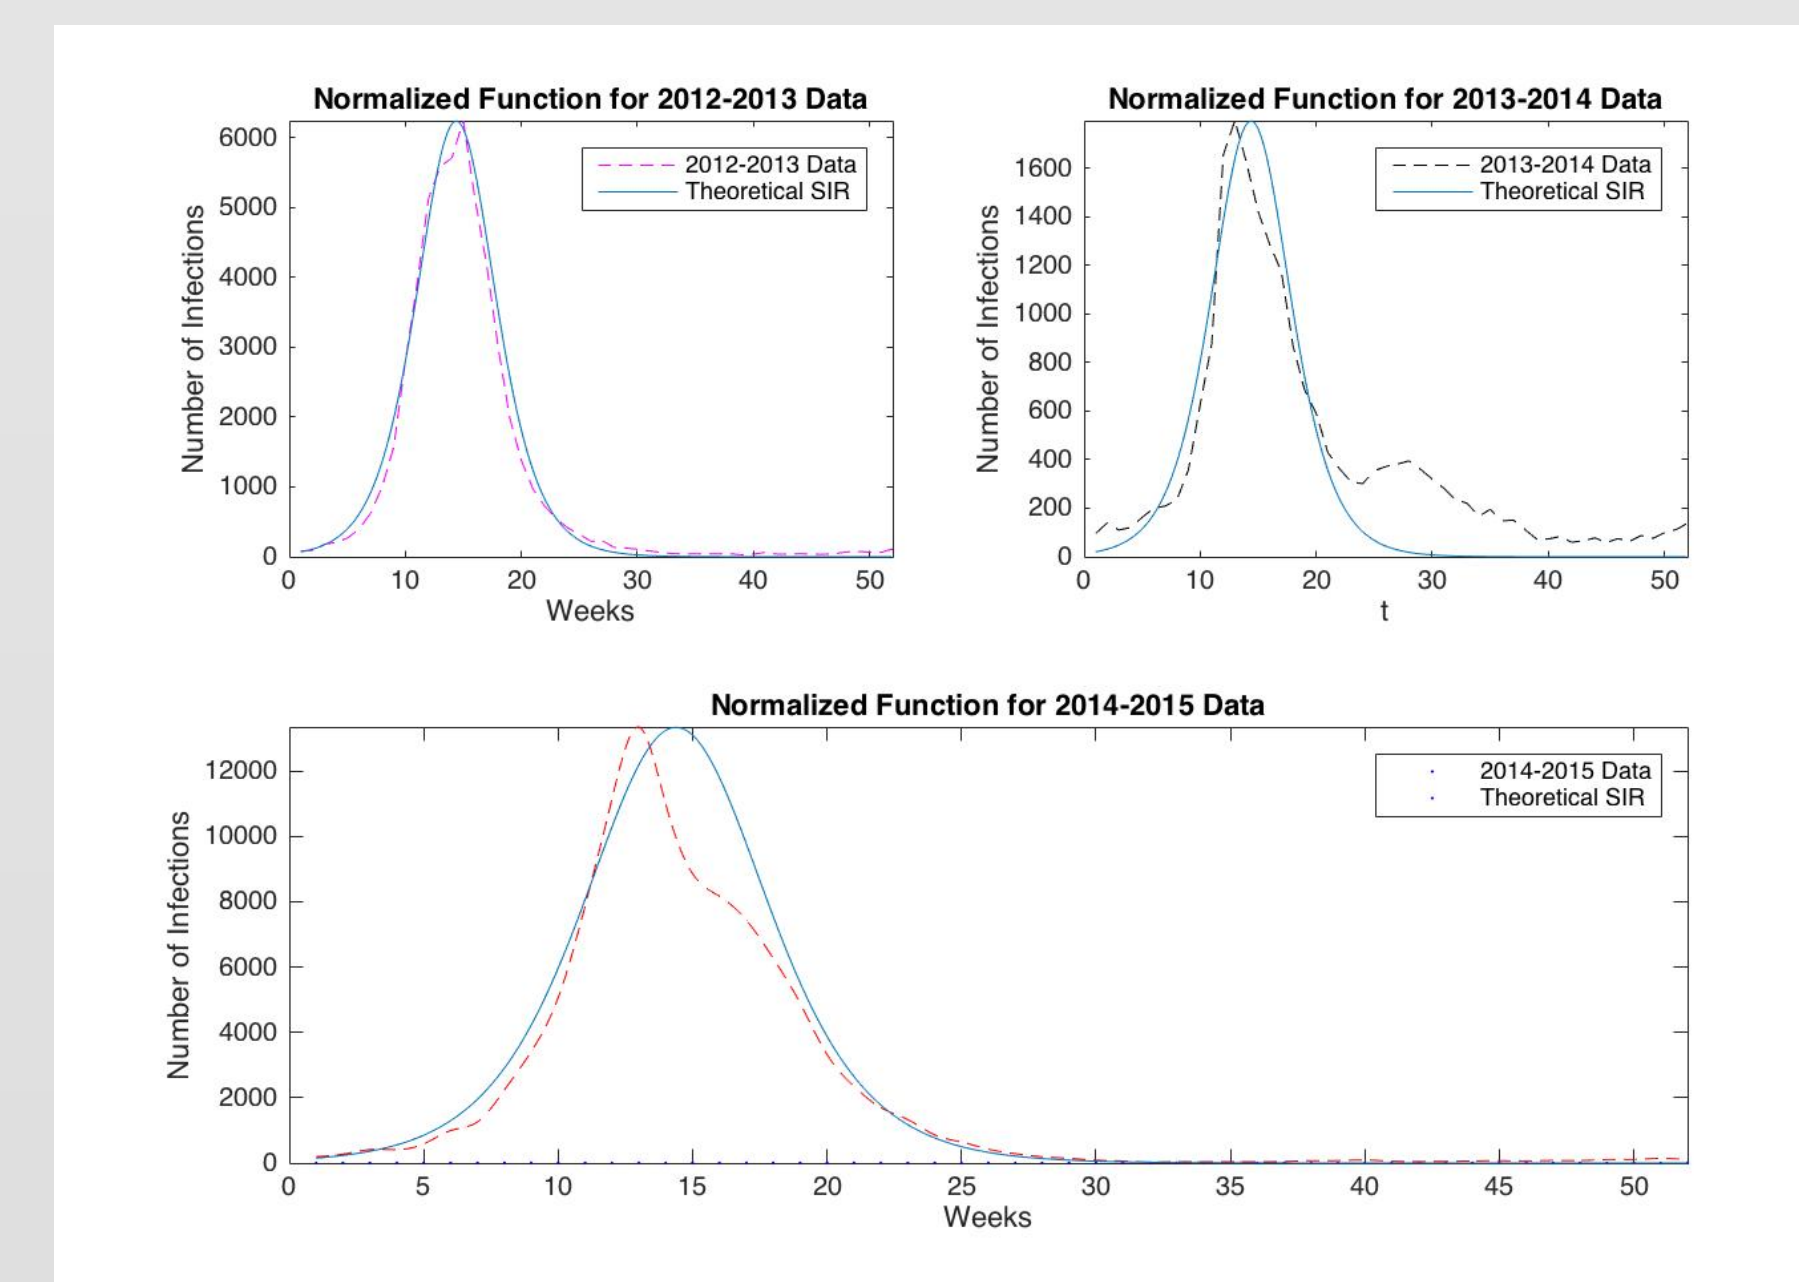 Normalized Function for 2012-2013 Data
6000
5000
4000
3000
2000
1000
0
Number of Infections
2012-2013 Data
Theoretical SIR
0 10 20 30 40 50
Weeks
Normalized Function for 2013-2014 Data
1600
1400
1200
1000
800
600
400
200
0
Number of Infections
2013-2014 Data
Theoretical SIR
0 10 20 30 40 50
t
Normalized Function for 2014-2015 Data
12000
10000
8000
6000
4000
2000
0
Number of Infections
2014-2015 Data
Theoretical SIR
0 5 10 15 20 25 30 35 40 45 50
Weeks